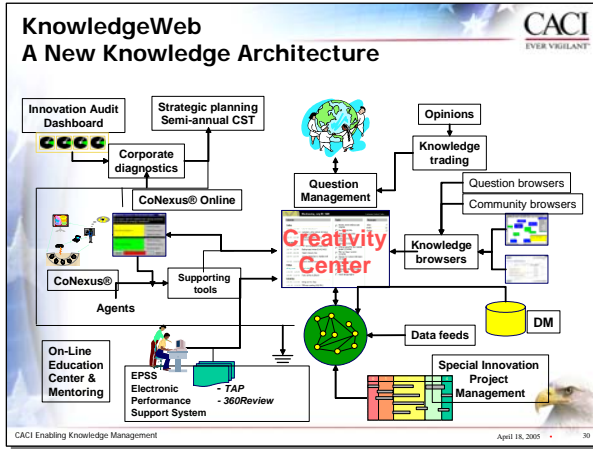 KnowledgeWeb
A New Knowledge Architecture
CACI
EVER VIGILANT
Innovation Audit
Dashboard
Strategic planning
Semi-annual CST
Corporate
diagnostics
Opinions
Knowledge
trading
Question
Management
Question browsers
Community browsers
CoNexus® Online
Creativity
Center
Knowledge
browsers
CoNexus®
Supporting
tools
Agents
DM
Data feeds
On-Line
Education
Center &
Mentoring
EPSS
Electronic
Performance
Support System
- TAP
- 360Review
Special Innovation
Project
Management
CACI Enabling Knowledge Management
April 18, 2005 • 30